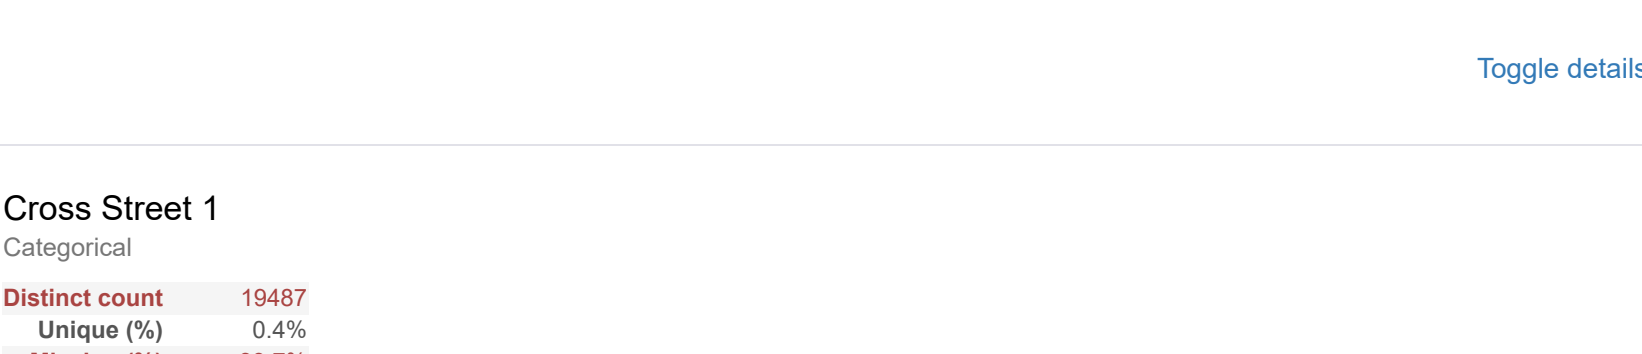 Toggle details
Cross Street 1
Categorical
Distinct count 19487
Unique (%) 0.4%